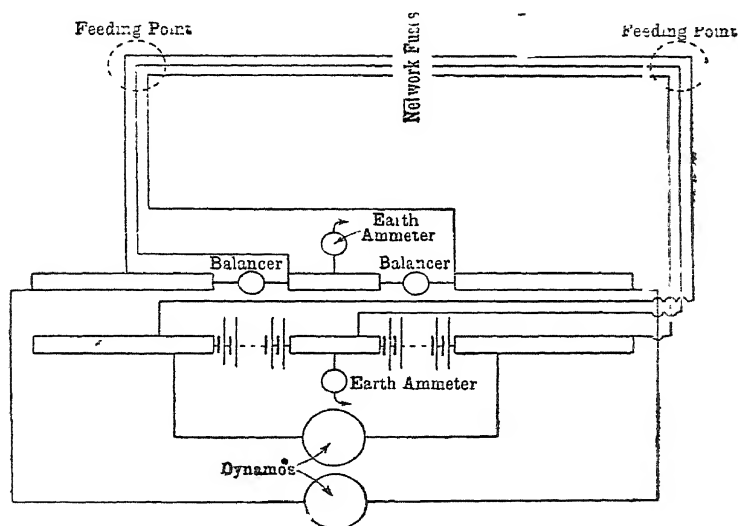 Feeding Point
Network Fuses
Feeding Point
Earth
Ammeter
Balancer
Balancer
Earth Ammeter
Dynamos